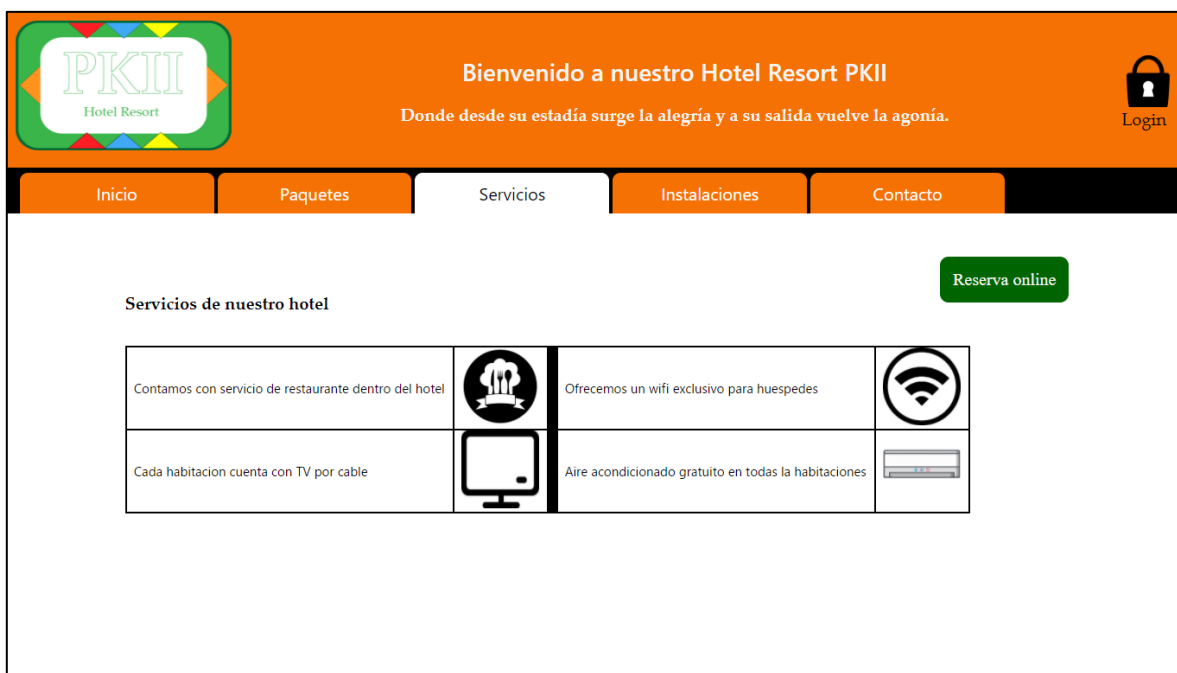 PKII
Hotel Resort
Bienvenido a nuestro Hotel Resort PKII
Donde desde su estadía surge la alegría y a su salida vuelve la agonía.
Login
Inicio
Paquetes
Servicios
Instalaciones
Contacto
Reserva online
Servicios de nuestro hotel
Contamos con servicio de restaurante dentro del hotel
Ofrecemos un wifi exclusivo para huespedes
Cada habitacion cuenta con TV por cable
Aire acondicionado gratuito en todas la habitaciones